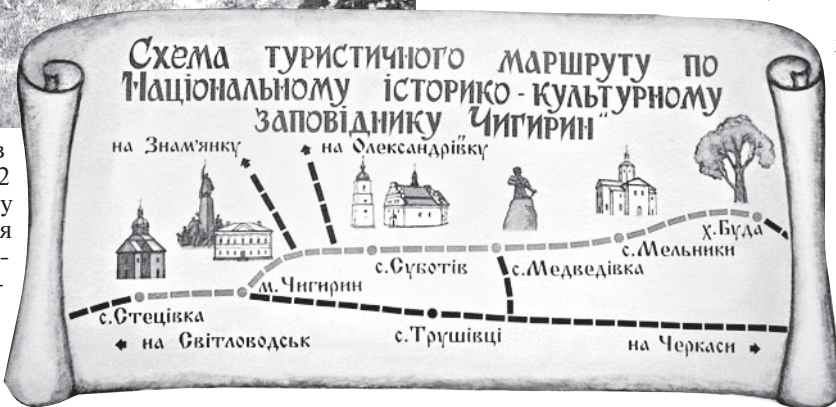 в
2
у
я
-
-
Схема туристичного маршруту по
"Національному історико-культурному
заповіднику Чигирин"
на Знам'янку
на Олександрівку
с.Суботів
с.Медведівка
с.Мельники
х.Буда
м.Чигирин
с.Стецівка
на Світловодськ
с.Трушівці
на Черкаси